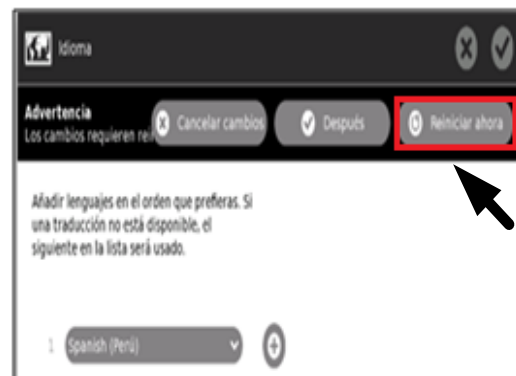 Idioma
Advertencia
Los cambios requieren rei
Cancelar cambios
Después
Reiniciar ahora
Añadir lenguajes en el orden que prefieras. Si
una traducción no está disponible, el
siguiente en la lista será usado.
1 Spanish (Perú)